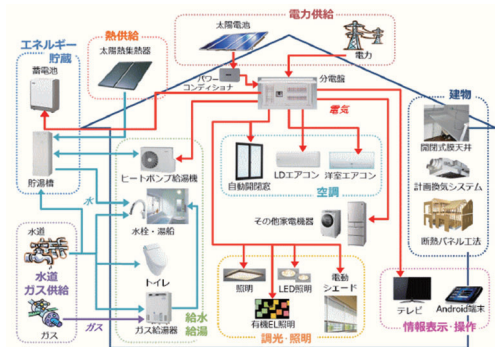 電力供給
太陽電池
電力
エネルギー
貯蔵
熱供給
太陽熱集熱器
蓄電池
パワー
コンディショナ
分電盤
電気
建物
開閉式膜天井
計画換気システム
断熱パネル工法
貯湯槽
ヒートポンプ給湯機
自動開閉窓
LDエアコン
洋室エアコン
空調
水
水栓・湯船
その他家電機器
水道
水道
ガス供給
トイレ
ガス
ガス
ガス給湯器
給水
給湯
照明
LED照明
電動
シェード
有機EL照明
調光・照明
テレビ
Android端末
情報表示・操作